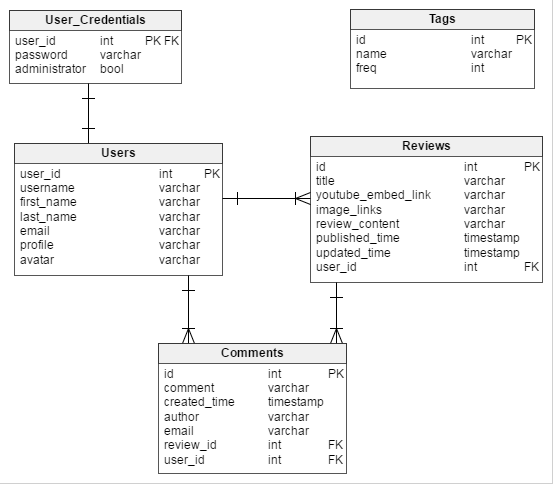 User_Credentials
user_id int PK FK
password varchar
administrator bool
Tags
id int PK
name varchar
freq int
Users
user_id int PK
username varchar
first_name varchar
last_name varchar
email varchar
profile varchar
avatar varchar
Reviews
id int PK
title varchar
youtube_embed_link varchar
image_links varchar
review_content varchar
published_time timestamp
updated_time timestamp
user_id int FK
Comments
id int PK
comment varchar
created_time timestamp
author varchar
email varchar
review_id int FK
user_id int FK